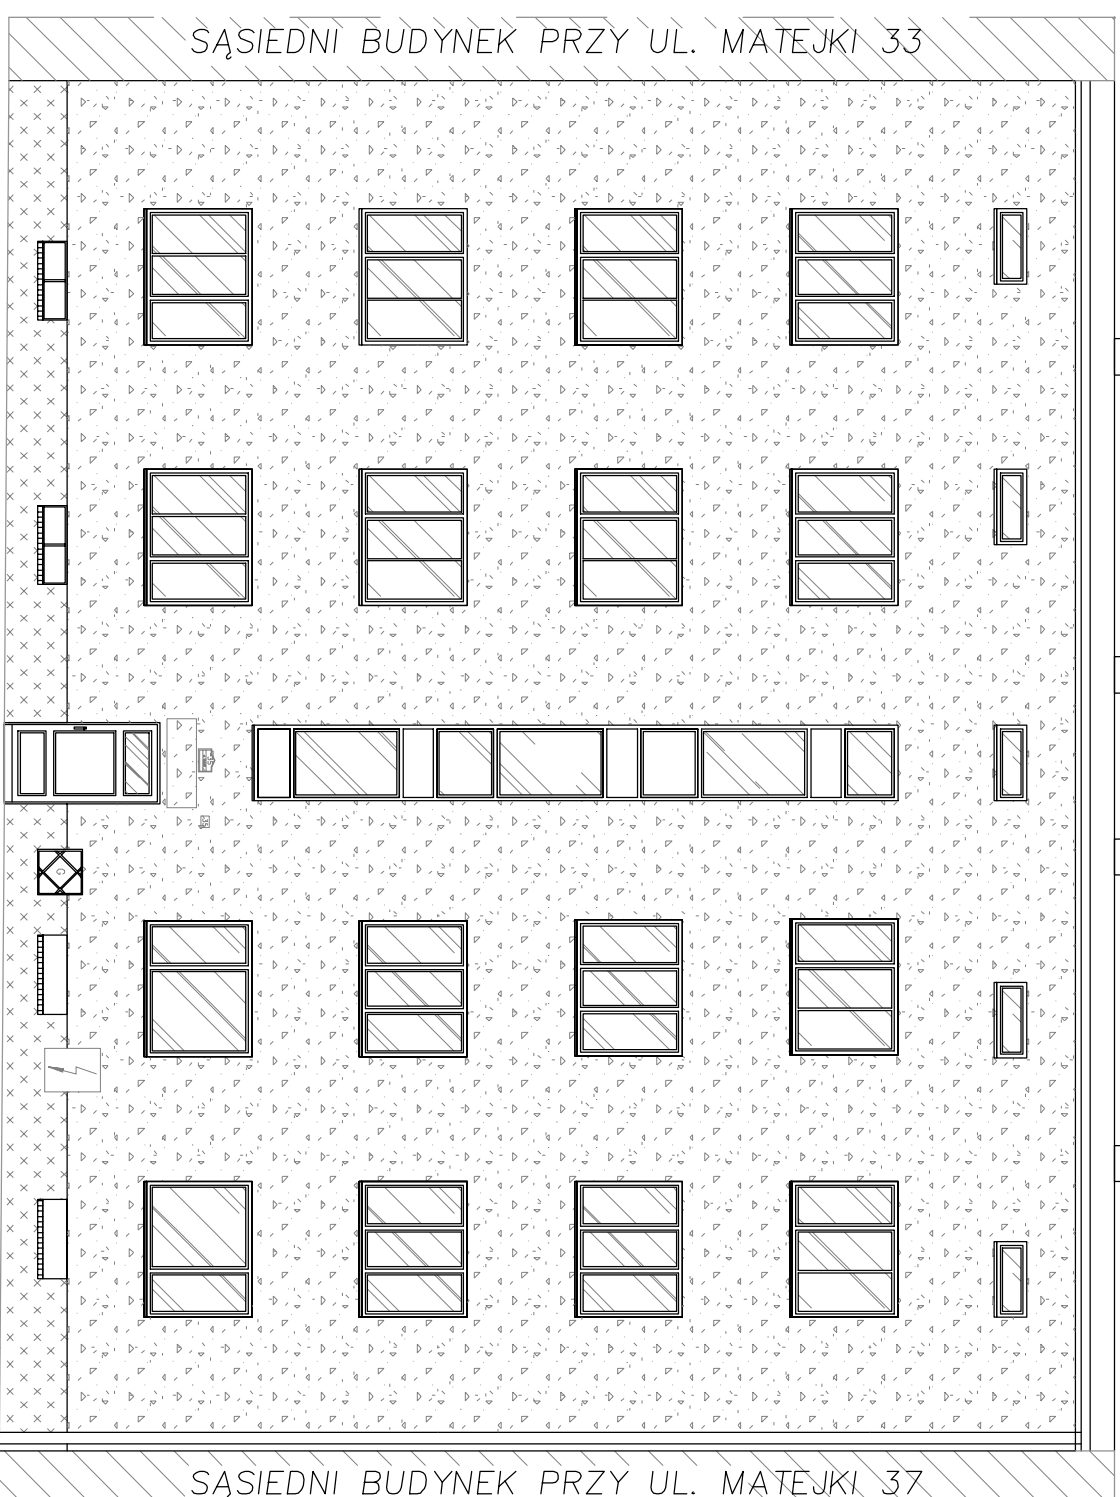 SĄSIEDNI BUDYNEK PRZY UL. MATEJKI 33
G
SĄSIEDNI BUDYNEK PRZY UL. MATEJKI 37